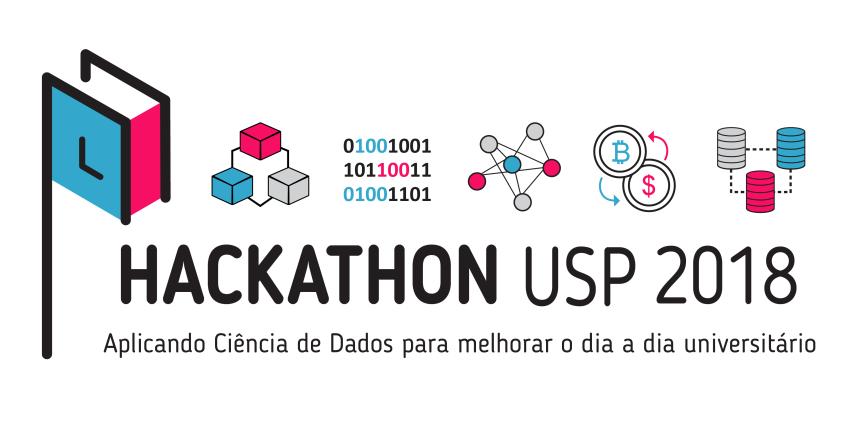 01001001
10110011
01001101
₿
$
HACKATHON USP 2018
Aplicando Ciência de Dados para melhorar o dia a dia universitário